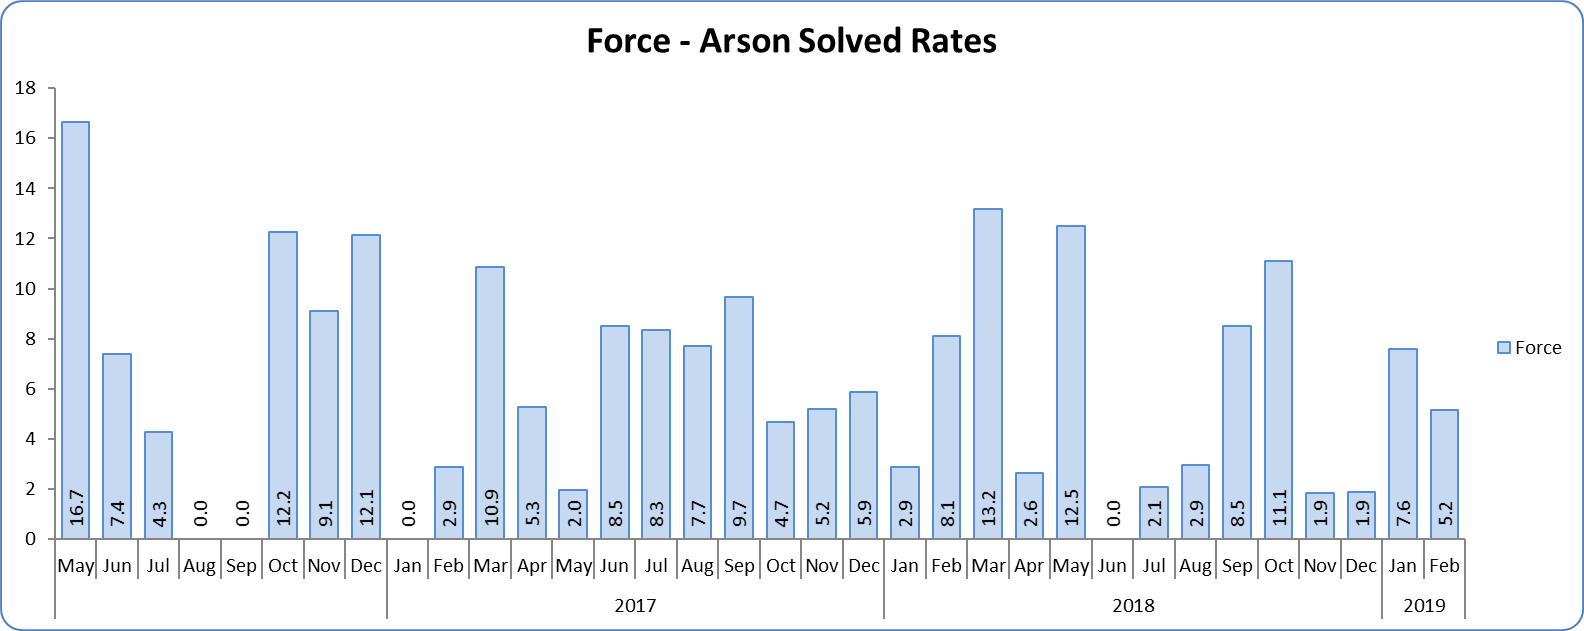 Force - Arson Solved Rates
18
16
14
12
10
8
6
4
2
0
16.7 7.4 4.3 0.0 0.0 12.2 9.1 12.1 0.0 2.9 10.9 5.3 2.0 8.5 8.3 7.7 9.7 4.7 5.2 5.9 2.9 8.1 13.2 2.6 12.5 0.0 2.1 2.9 8.5 11.1 1.9 1.9 7.6 5.2
May Jun Jul Aug Sep Oct Nov Dec Jan Feb Mar Apr May Jun Jul Aug Sep Oct Nov Dec Jan Feb Mar Apr May Jun Jul Aug Sep Oct Nov Dec Jan Feb
2017 2018 2019
Force